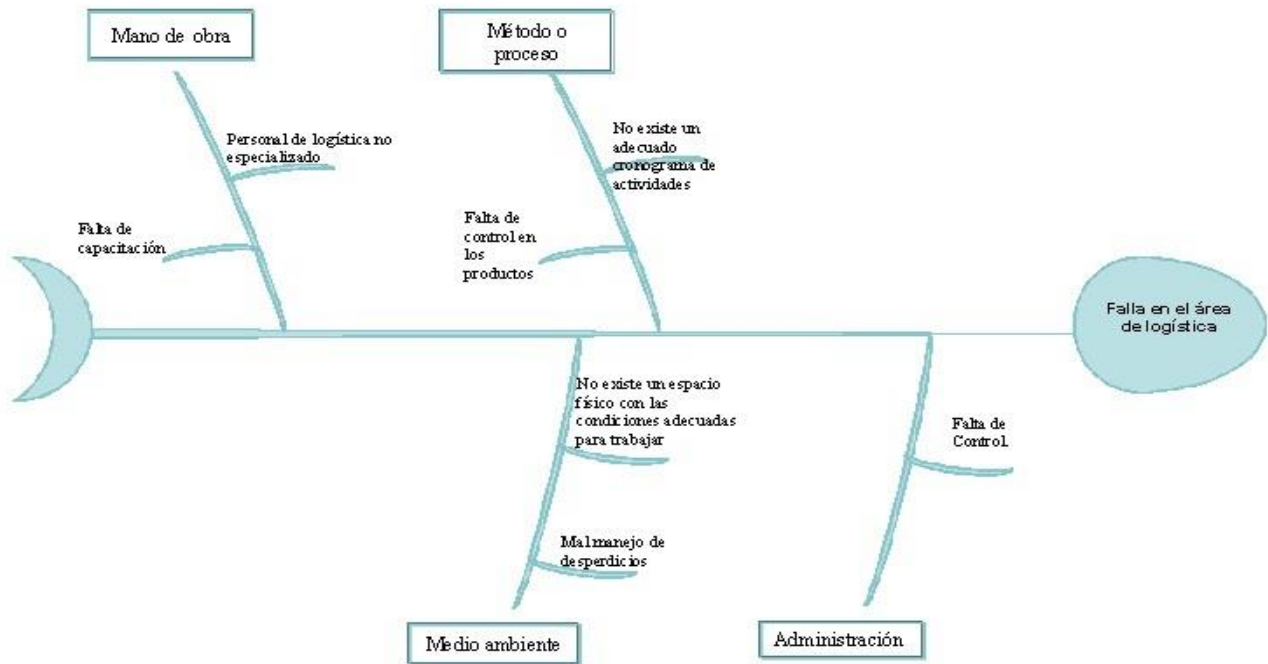 Mano de obra
Método o
proceso
Personal de logística no
especializado
No existe un
adecuado
cronograma de
actividades
Falta de
capacitación
Falta de
control en
los
productos
Falla en el área
de logística
No existe un espacio
físico con las
condiciones adecuadas
para trabajar
Falta de
Control.
Mal manejo de
desperdicios
Medio ambiente
Administración